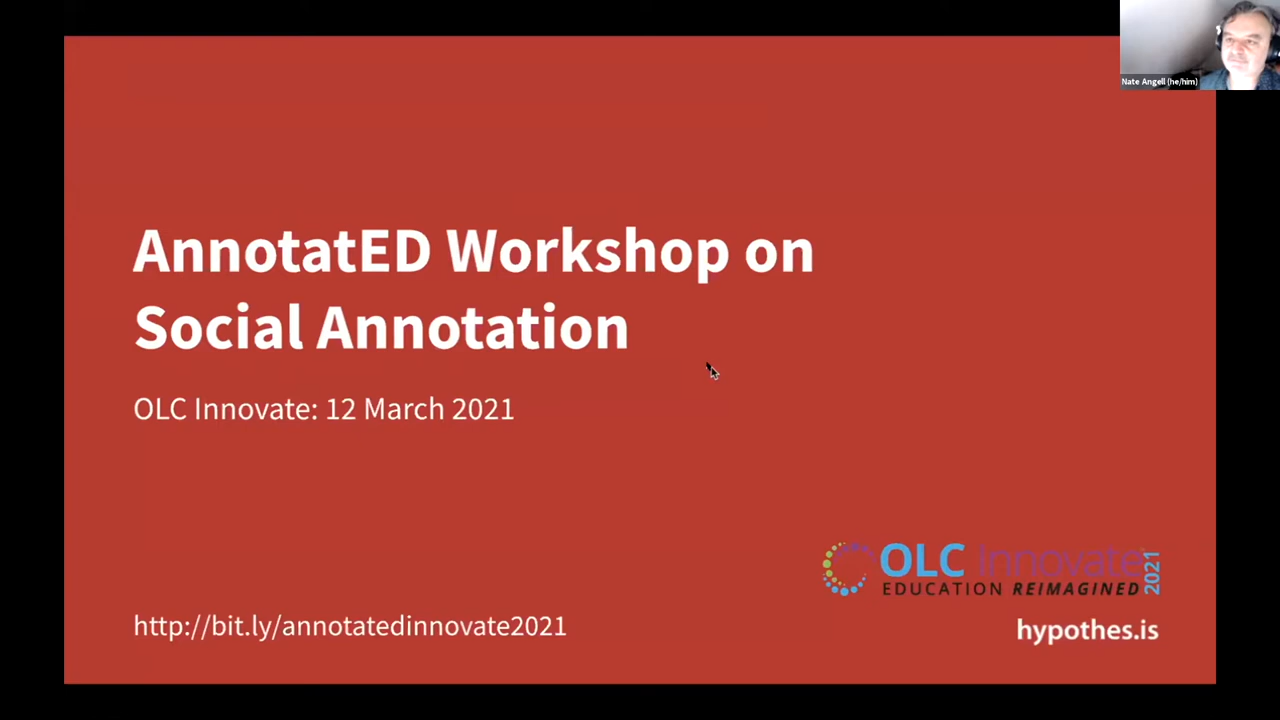 Nate Angell (he/him)
AnnotatED Workshop on
Social Annotation
OLC Innovate: 12 March 2021
OLC Innovate 2021
EDUCATION REIMAGINED
http://bit.ly/annotatedinnovate2021
hypothes.is